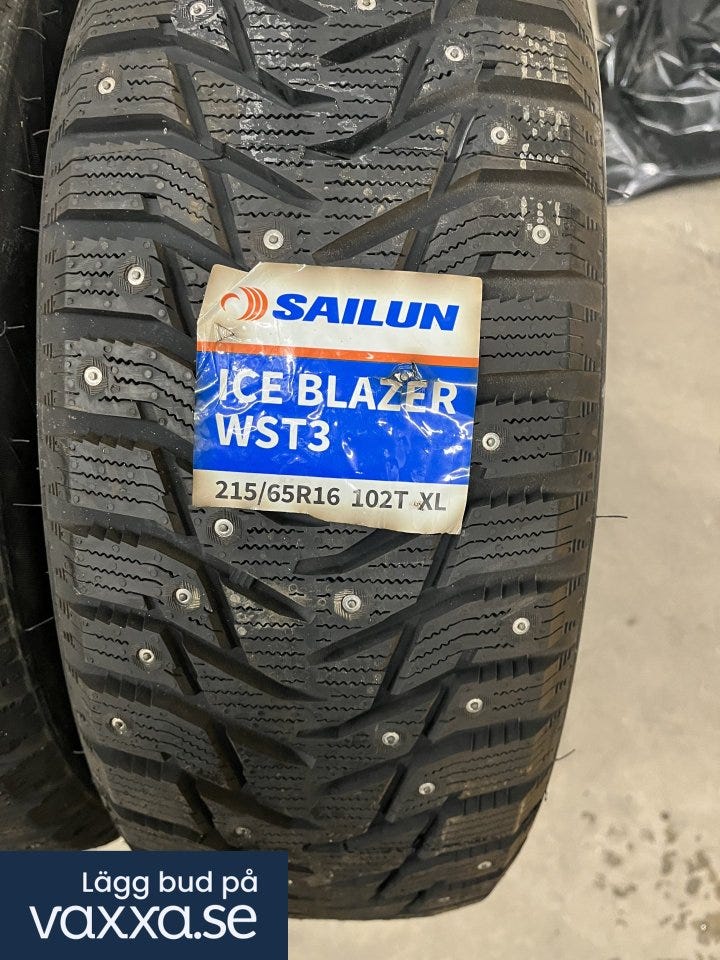 SAILUN
ICE BLAZER
WST3
215/65R16 102T XL
Lägg bud på
vaxxa.se